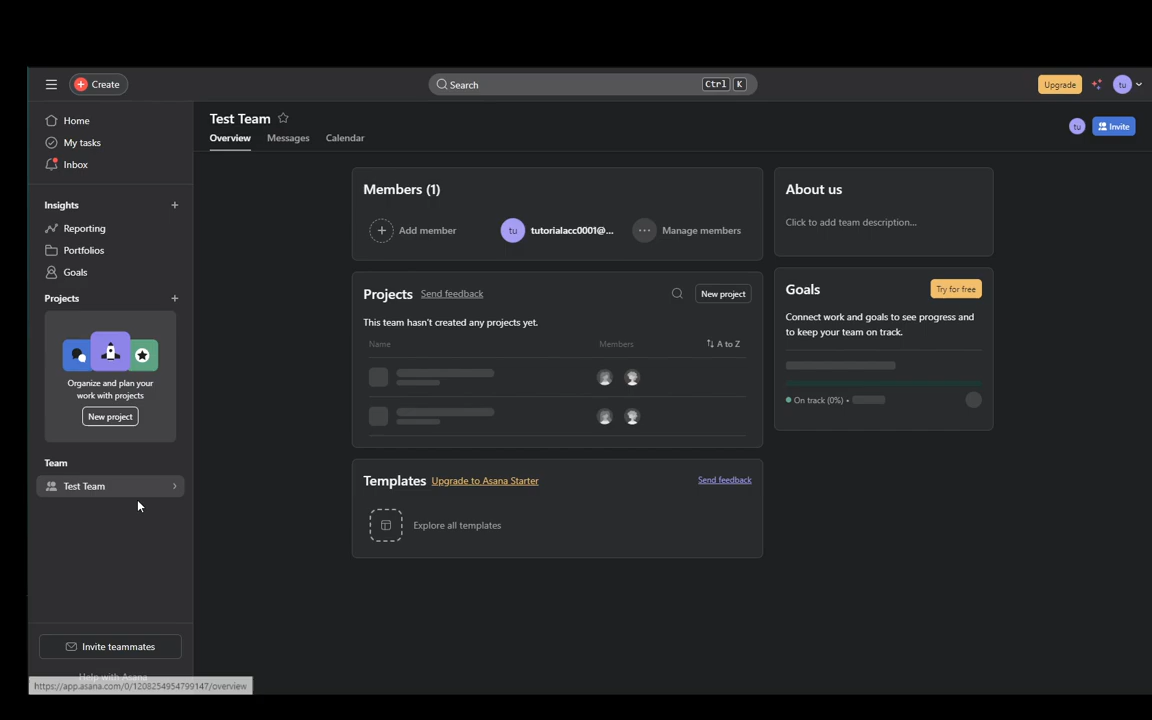 Create
Search
Ctrl K
Upgrade
tu
Home
My tasks
Inbox
Insights
Reporting
Portfolios
Goals
Projects
Organize and plan your
work with projects
New project
Team
Test Team
Invite teammates
Help with Asana
https://app.asana.com/0/1208254954799147/overview
Test Team
Overview Messages Calendar
tu
Invite
Members (1)
Add member
tu
tutorialacc0001@...
Manage members
Projects Send feedback
New project
This team hasn't created any projects yet.
Name Members A to Z
Templates Upgrade to Asana Starter
Send feedback
Explore all templates
About us
Click to add team description...
Goals
Try for free
Connect work and goals to see progress and
to keep your team on track.
On track (0%) •